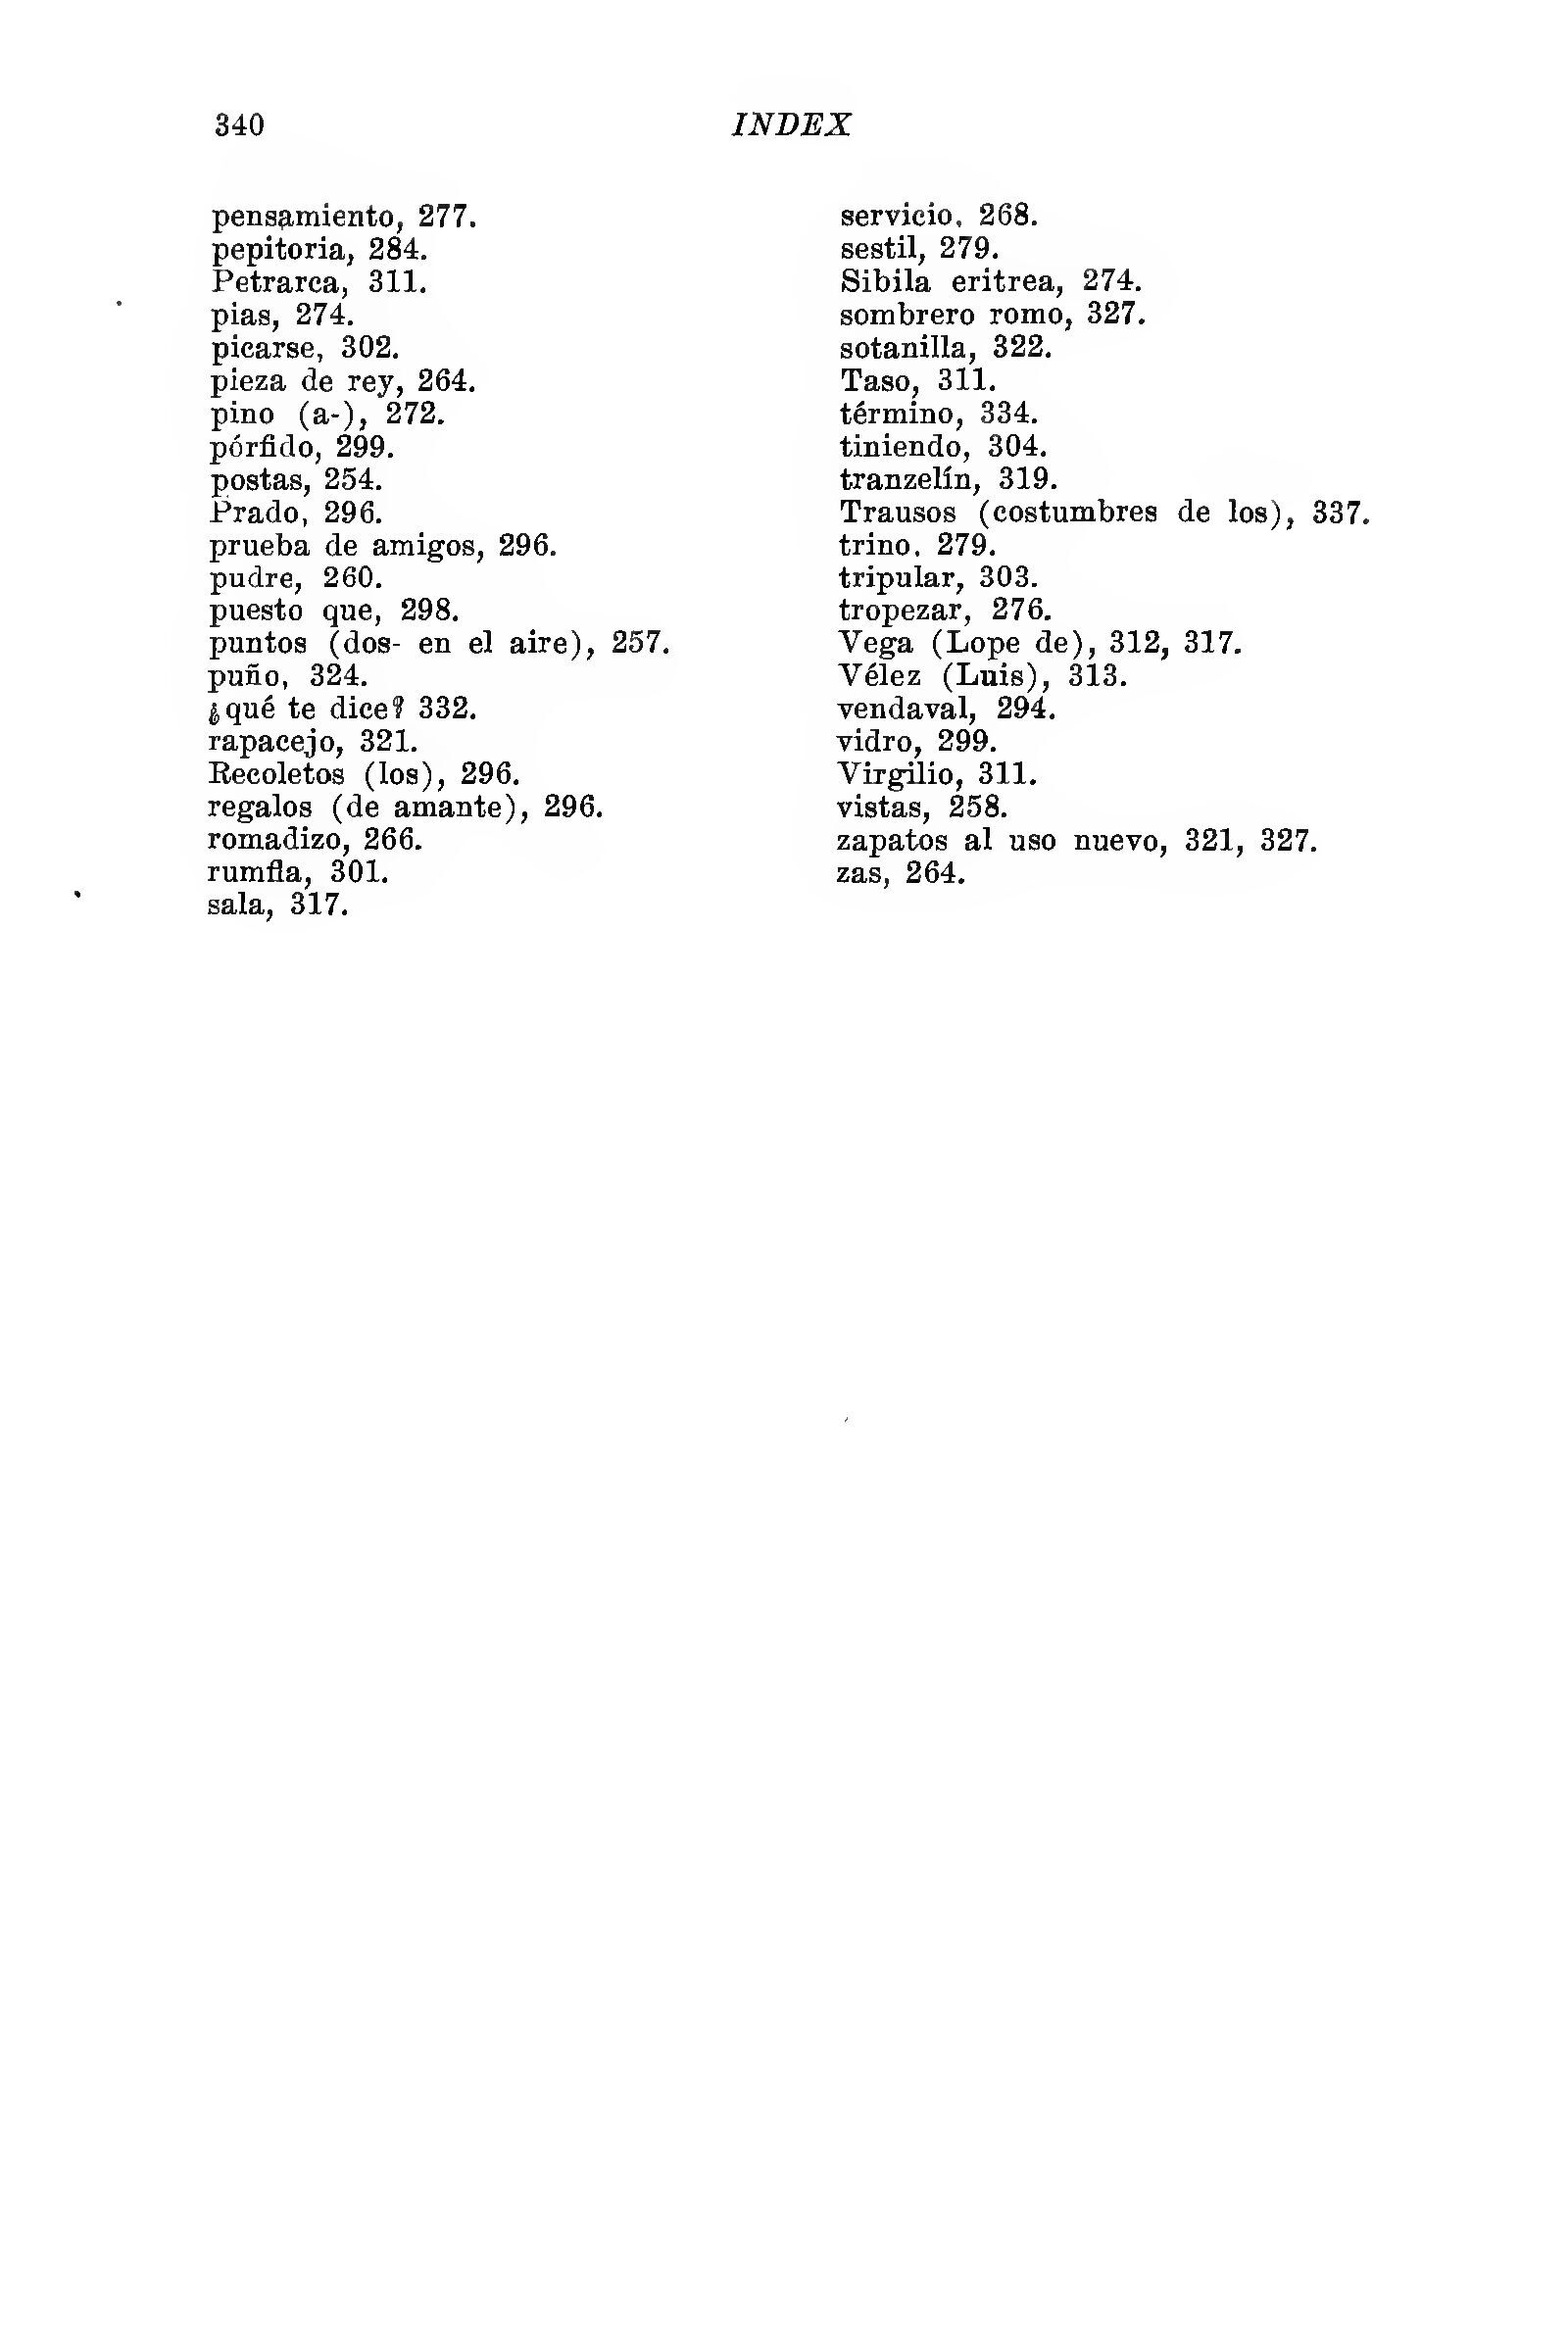 340
INDEX
pensamiento, 277.
pepitoria, 284.
Petrarca, 311.
pias, 274.
picarse, 302.
pieza de rey, 264.
pino (a-), 272.
pórfido, 299.
postas, 254.
Prado, 296.
prueba de amigos, 296.
pudre, 260.
puesto que, 298.
puntos (dos- en el aire), 257.
puño, 324.
¿qué te dice? 332.
rapacejo, 321.
Recoletos (los), 296.
regalos (de amante), 296.
romadizo, 266.
rumfla, 301.
sala, 317.
servicio, 268.
sestil, 279.
Sibila eritrea, 274.
sombrero romo, 327.
sotanilla, 322.
Taso, 311.
término, 334.
tiniendo, 304.
tranzelín, 319.
Trausos (costumbres de los), 337.
trino, 279.
tripular, 303.
tropezar, 276.
Vega (Lope de), 312, 317.
Vélez (Luis), 313.
vendaval, 294.
vidro, 299.
Virgilio, 311.
vistas, 258.
zapatos al uso nuevo, 321, 327.
zas, 264.